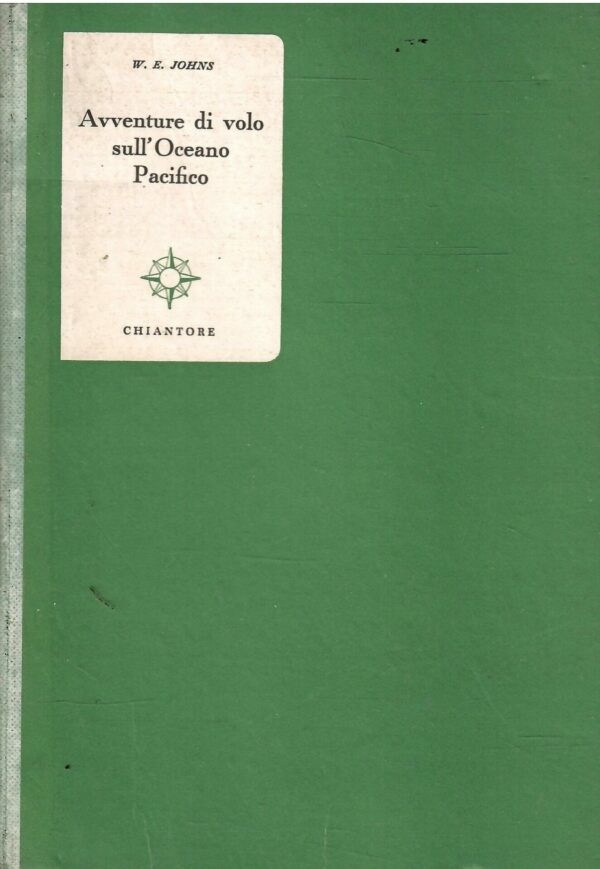 W. E. JOHNS
Avventure di volo
sull'Oceano
Pacifico
CHIANTORE